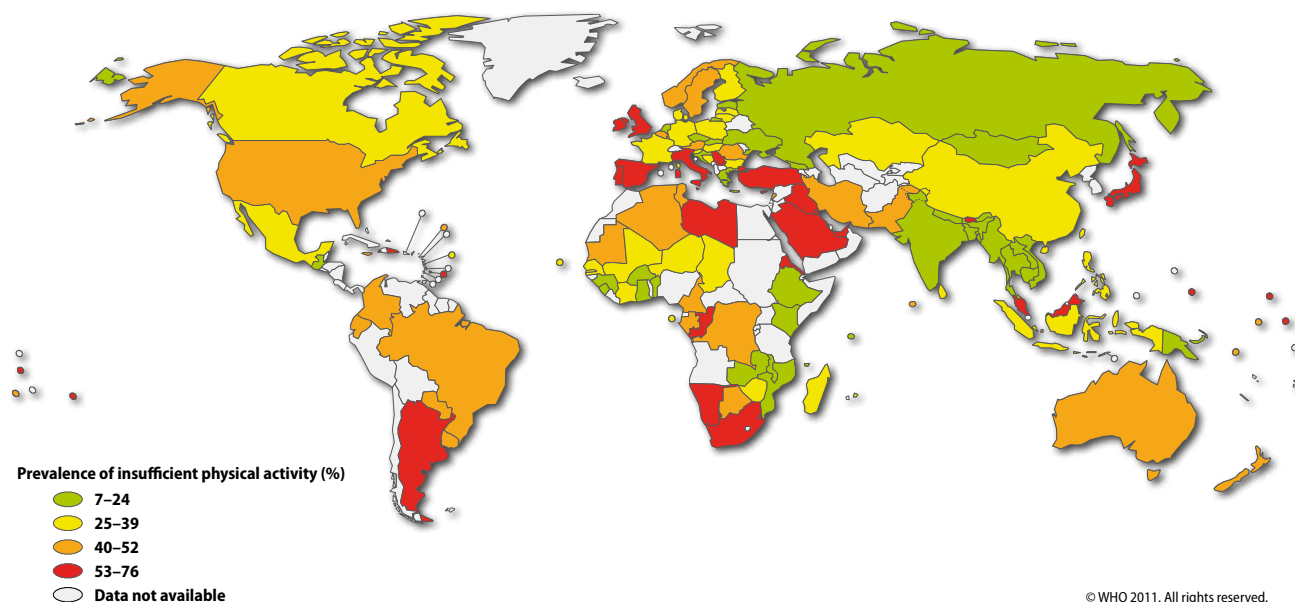 Prevalence of insufficient physical activity (%)
7–24
25–39
40–52
53–76
Data not available
© WHO 2011. All rights reserved.